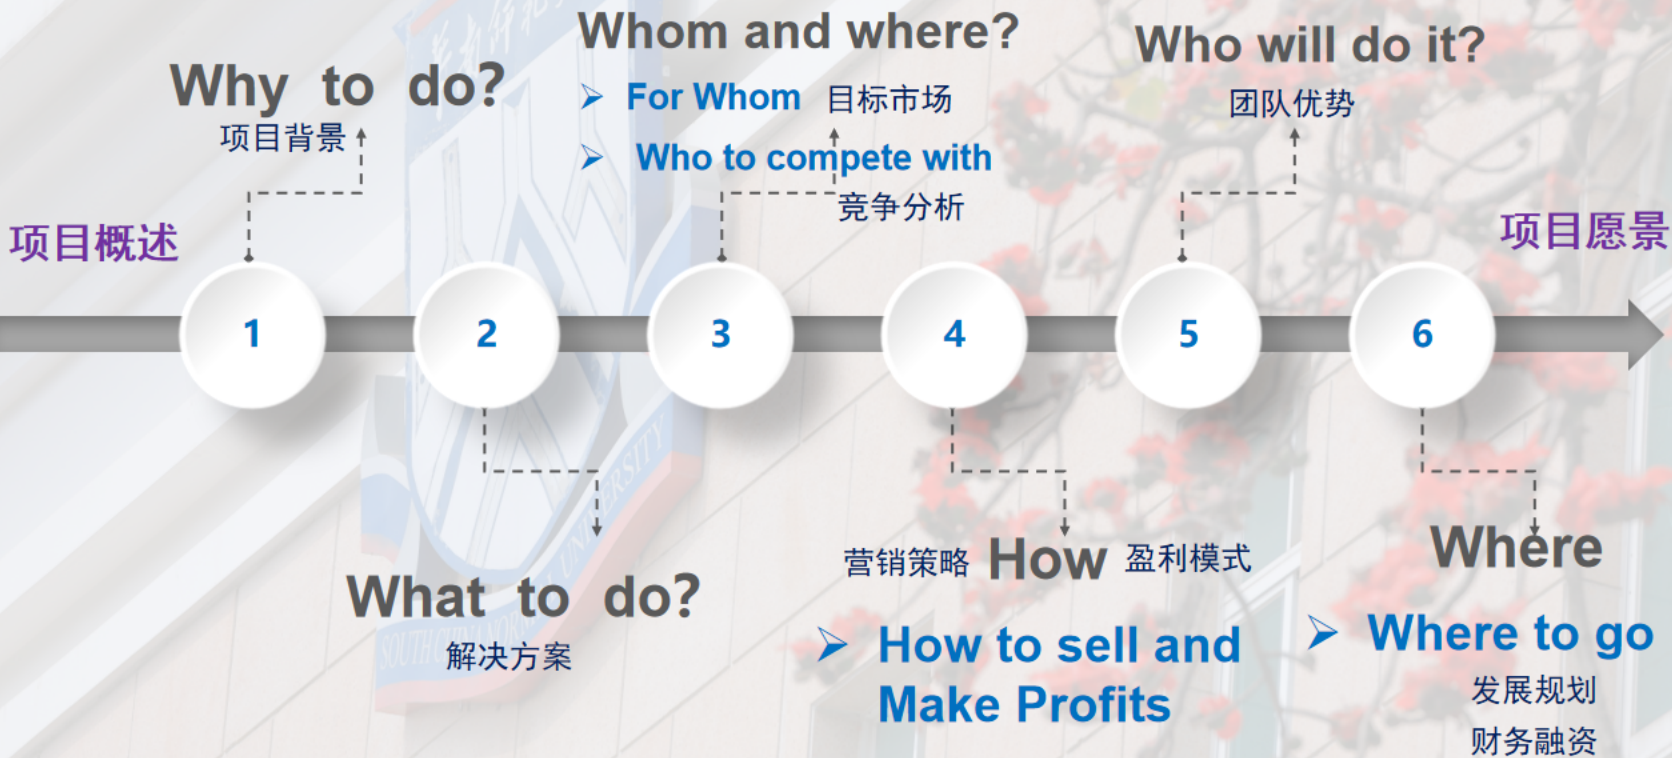 项目概述
Why to do?
项目背景
1
2
What to do?
解决方案
Whom and where?
➢ For Whom 目标市场
➢ Who to compete with
竞争分析
3
4
营销策略 How 盈利模式
➢ How to sell and
Make Profits
Who will do it?
团队优势
5
6
Where
➢ Where to go
发展规划
财务融资
项目愿景
UNIVERSITY